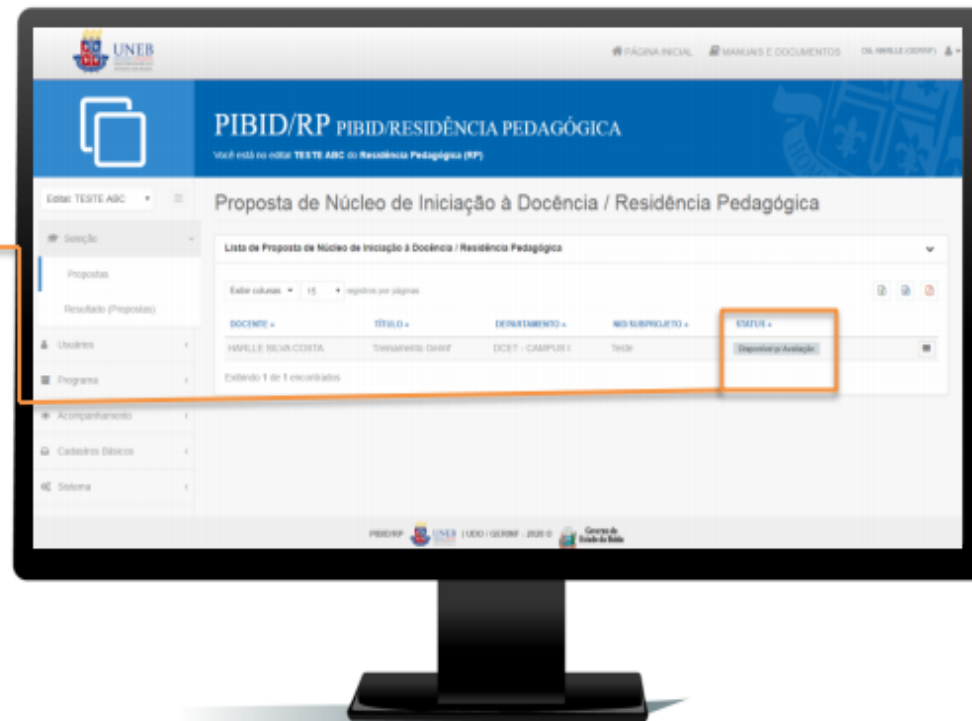 UNEB
PÁGINA INICIAL MANUAIS E DOCUMENTOS
PIBID/RP PIBID/RESIDÊNCIA PEDAGÓGICA
Você está no edital TESTE ABC do Residência Pedagógica (RP)
Edital: TESTE ABC
Proposta de Núcleo de Iniciação à Docência / Residência Pedagógica
Seleção
Lista de Proposta de Núcleo de Iniciação à Docência / Residência Pedagógica
Propostas
Exibir colunas 15 registros por páginas
Resultado (Propostas)
DOCENTE TÍTULO DEPARTAMENTO NID/SUBPROJETO STATUS
SILVA COSTA Treinamento Gerinf DCET - CAMPUS I Teste Disponível p/ Avaliação
Usuários
Exibindo 1 de 1 encontrados
Programa
Acompanhamento
Cadastros Básicos
Sistema
PIBID/RP UNEB | UDO / GERINF - 2020 © Governo do Estado da Bahia